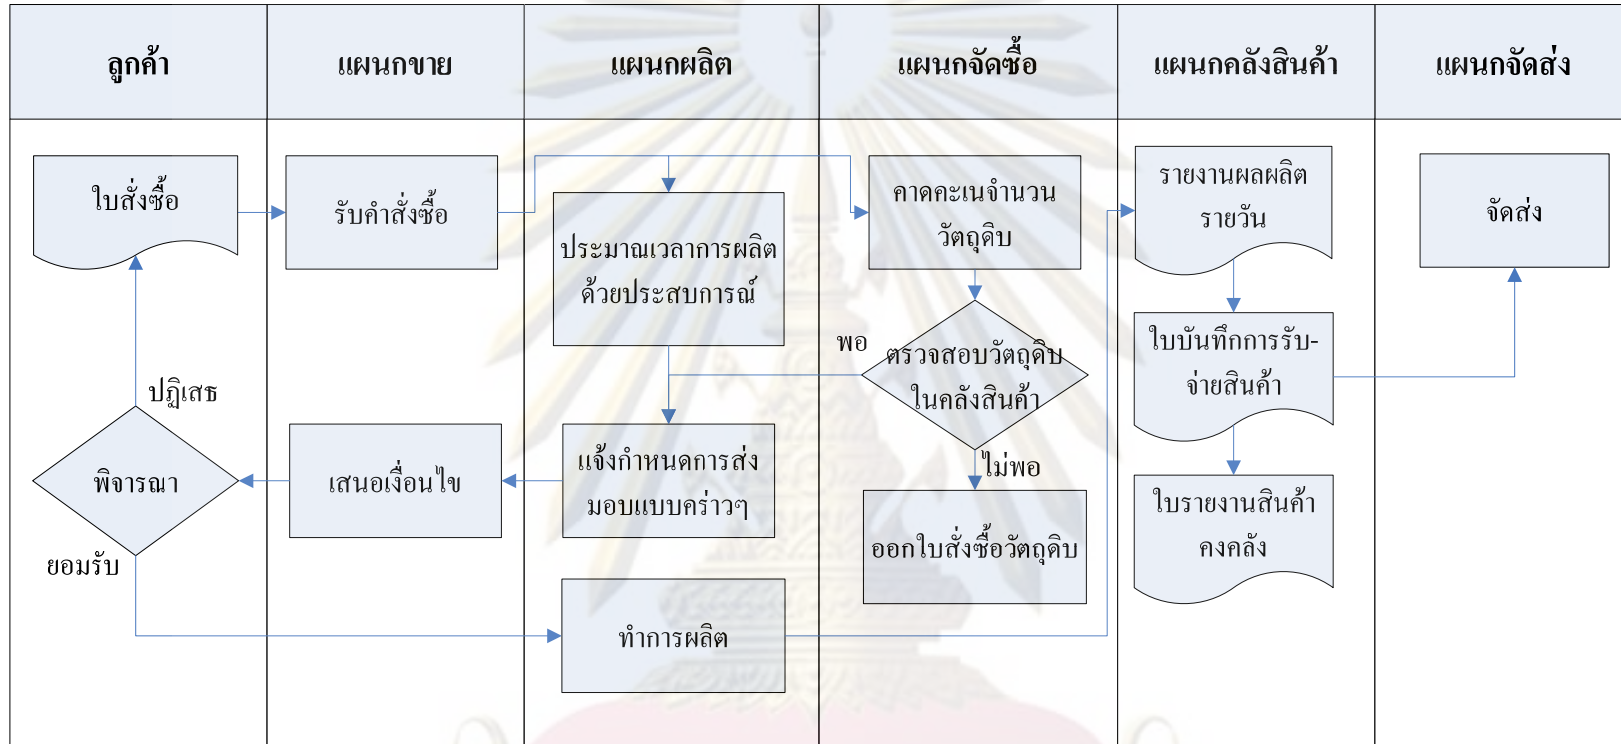 ลูกค้า
แผนกขาย
แผนกผลิต
แผนกจัดซื้อ
แผนกคลังสินค้า
แผนกจัดส่ง
ใบสั่งซื้อ
รับคำสั่งซื้อ
ประมาณเวลาการผลิต
ด้วยประสบการณ์
คาดคะเนจำนวน
วัตถุดิบ
รายงานผลผลิต
รายวัน
จัดส่ง
พอ
ตรวจสอบวัตถุดิบ
ในคลังสินค้า
ใบบันทึกการรับ-
จ่ายสินค้า
ปฏิเสธ
พิจารณา
เสนอเงื่อนไข
แจ้งกำหนดการส่ง
มอบแบบคร่าวๆ
ไม่พอ
ออกใบสั่งซื้อวัตถุดิบ
ใบรายงานสินค้า
คงคลัง
ยอมรับ
ทำการผลิต